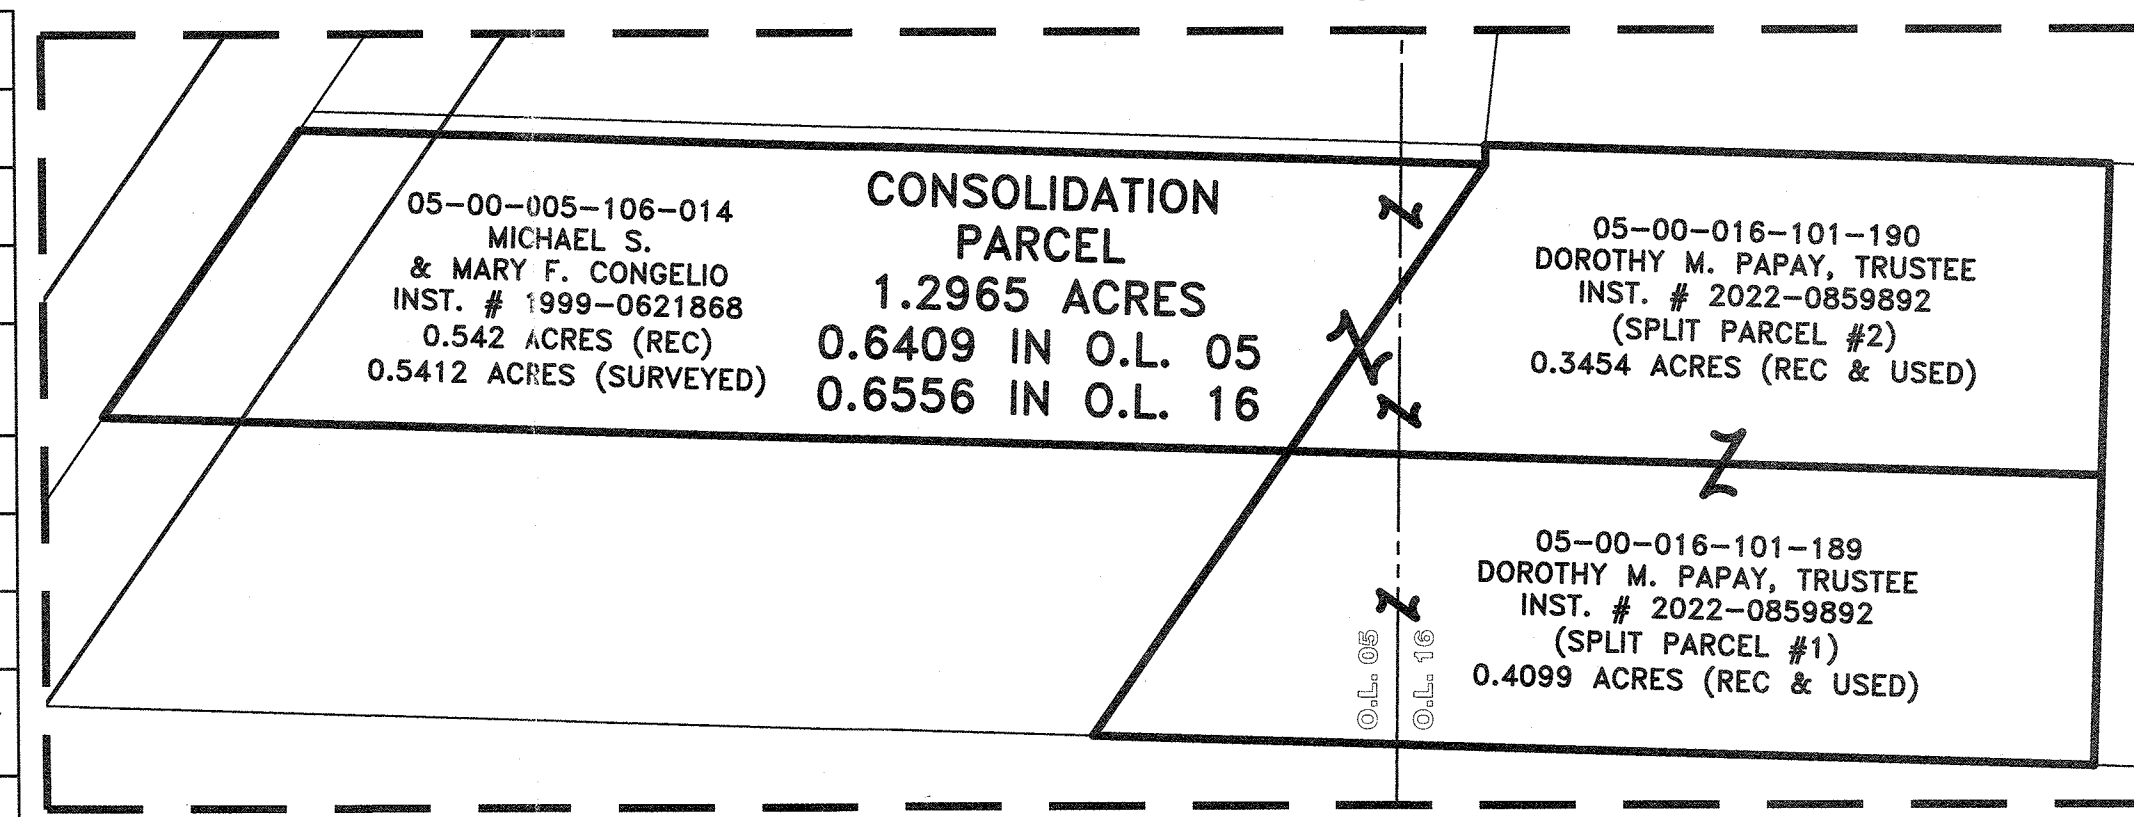 05-00-005-106-014
MICHAEL S.
& MARY F. CONGELIO
INST. # 1999-0621868
0.542 ACRES (REC)
0.5412 ACRES (SURVEYED)
CONSOLIDATION
PARCEL
1.2965 ACRES
0.6409 IN O.L. 05
0.6556 IN O.L. 16
05-00-016-101-190
DOROTHY M. PAPAY, TRUSTEE
INST. # 2022-0859892
(SPLIT PARCEL #2)
0.3454 ACRES (REC & USED)
05-00-016-101-189
DOROTHY M. PAPAY, TRUSTEE
INST. # 2022-0859892
(SPLIT PARCEL #1)
0.4099 ACRES (REC & USED)
O.L. 05
O.L. 16